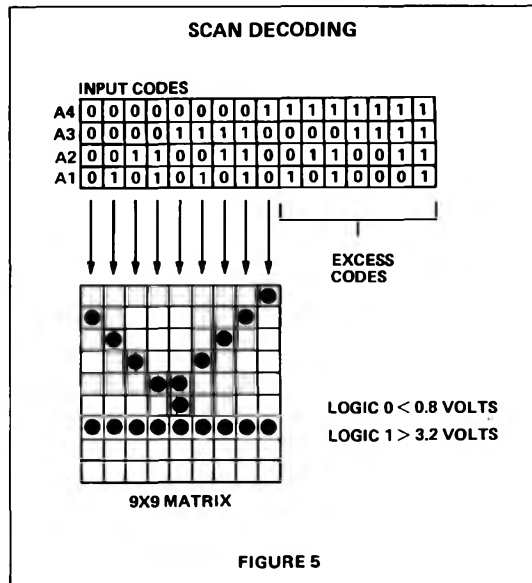 SCAN DECODING
INPUT CODES
A4 0 0 0 0 0 0 0 0 1 1 1 1 1 1 1 1
A3 0 0 0 0 1 1 1 1 0 0 0 0 1 1 1 1
A2 0 0 1 1 0 0 1 1 0 0 1 1 0 0 1 1
A1 0 1 0 1 0 1 0 1 0 1 0 1 0 0 0 1
EXCESS
CODES
LOGIC 0 < 0.8 VOLTS
LOGIC 1 > 3.2 VOLTS
9X9 MATRIX
FIGURE 5